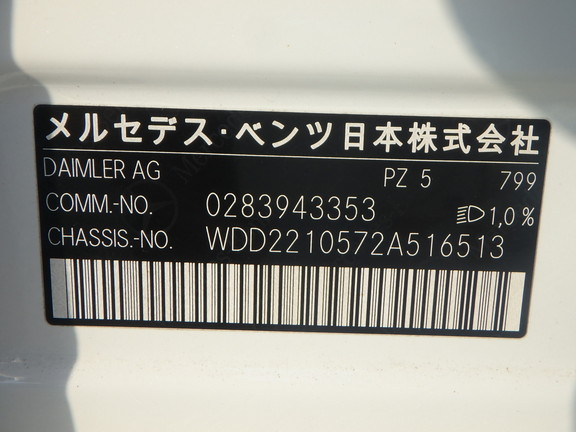 メルセデス・ベンツ日本株式会社
DAIMLER AG PZ 5 799
COMM.-NO. 0283943353 1,0 %
CHASSIS.-NO. WDD2210572A516513